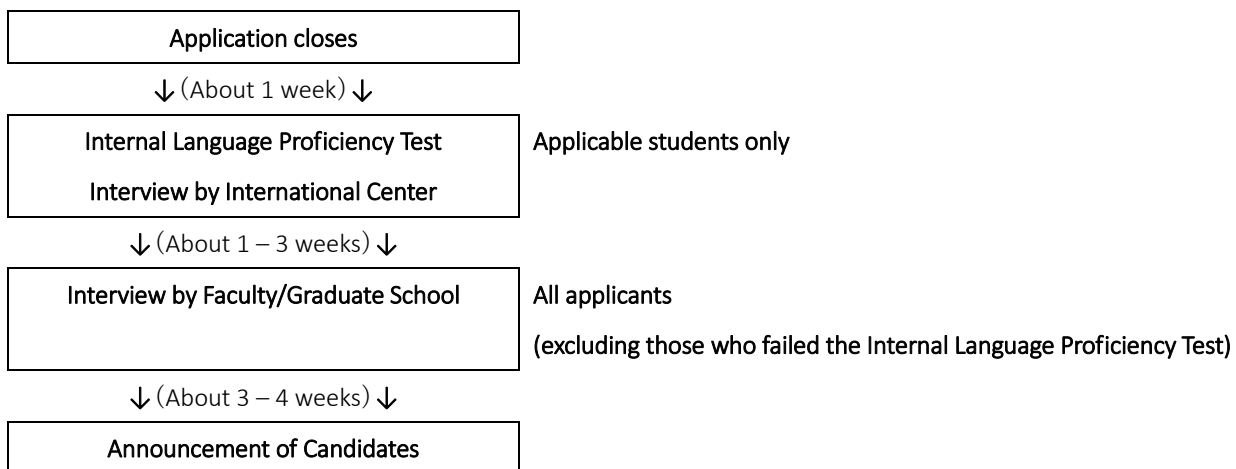 Application closes
↓ (About 1 week) ↓
Internal Language Proficiency Test
Applicable students only
Interview by International Center
↓ (About 1 – 3 weeks) ↓
Interview by Faculty/Graduate School
All applicants
(excluding those who failed the Internal Language Proficiency Test)
↓ (About 3 – 4 weeks) ↓
Announcement of Candidates